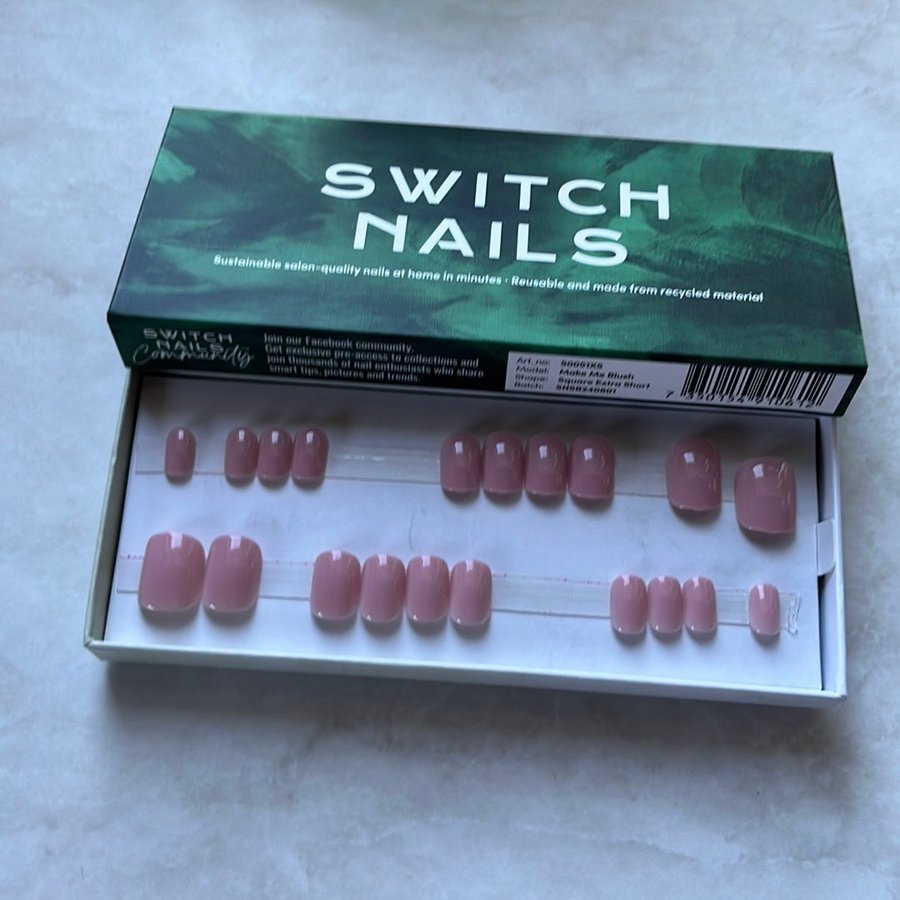 SWITCH
NAILS
Sustainable salon-quality nails at home in minutes · Reusable and made from recycled material
SWITCH
NAILS
Community
Join our Facebook community.
Get exclusive pre-access to collections and
join thousands of nail enthusiasts who share
smart tips, pictures and trends.
Art.no:
Model: Make Me Blush
Shape: Square Extra Short
Batch: